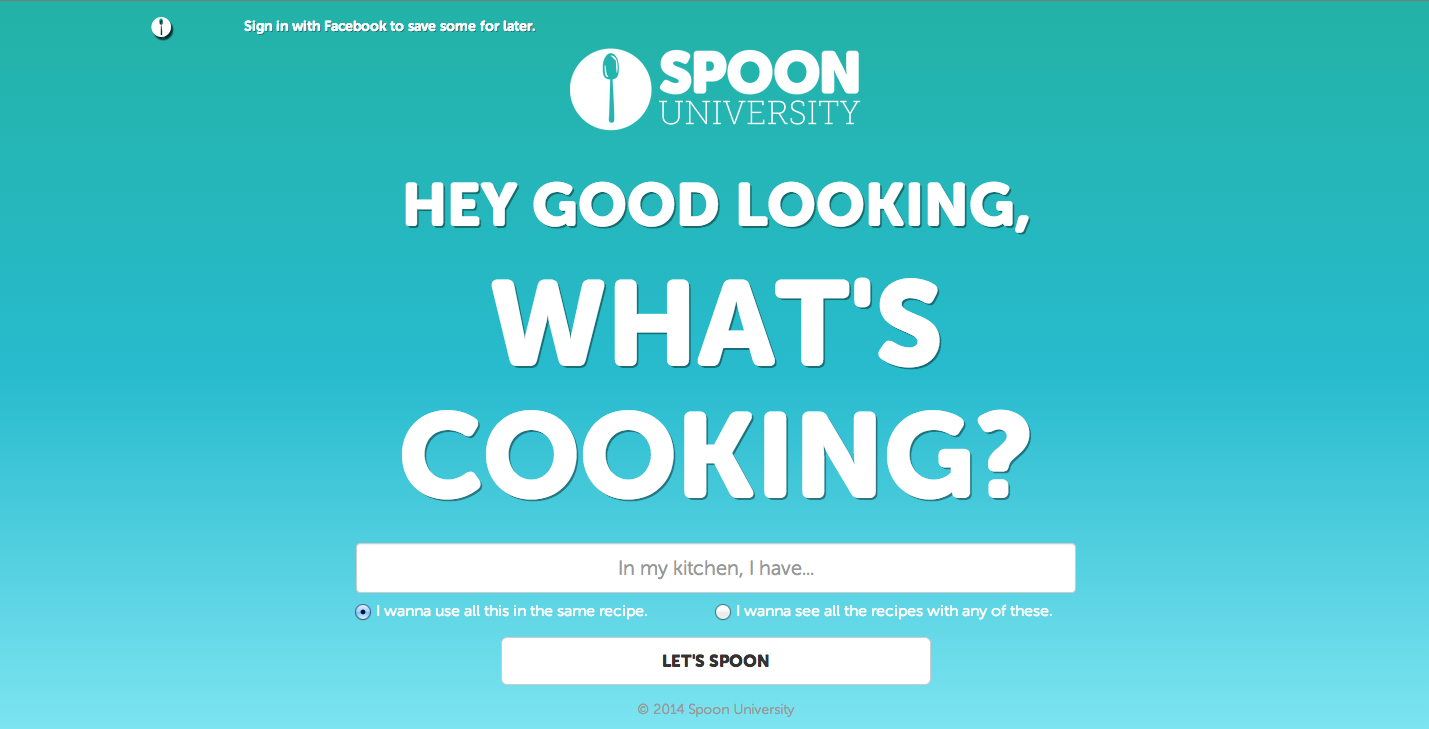 Sign in with Facebook to save some for later.
SPOON
UNIVERSITY
HEY GOOD LOOKING,
WHAT'S
COOKING?
In my kitchen, I have...
I wanna use all this in the same recipe.
I wanna see all the recipes with any of these.
LET'S SPOON
© 2014 Spoon University